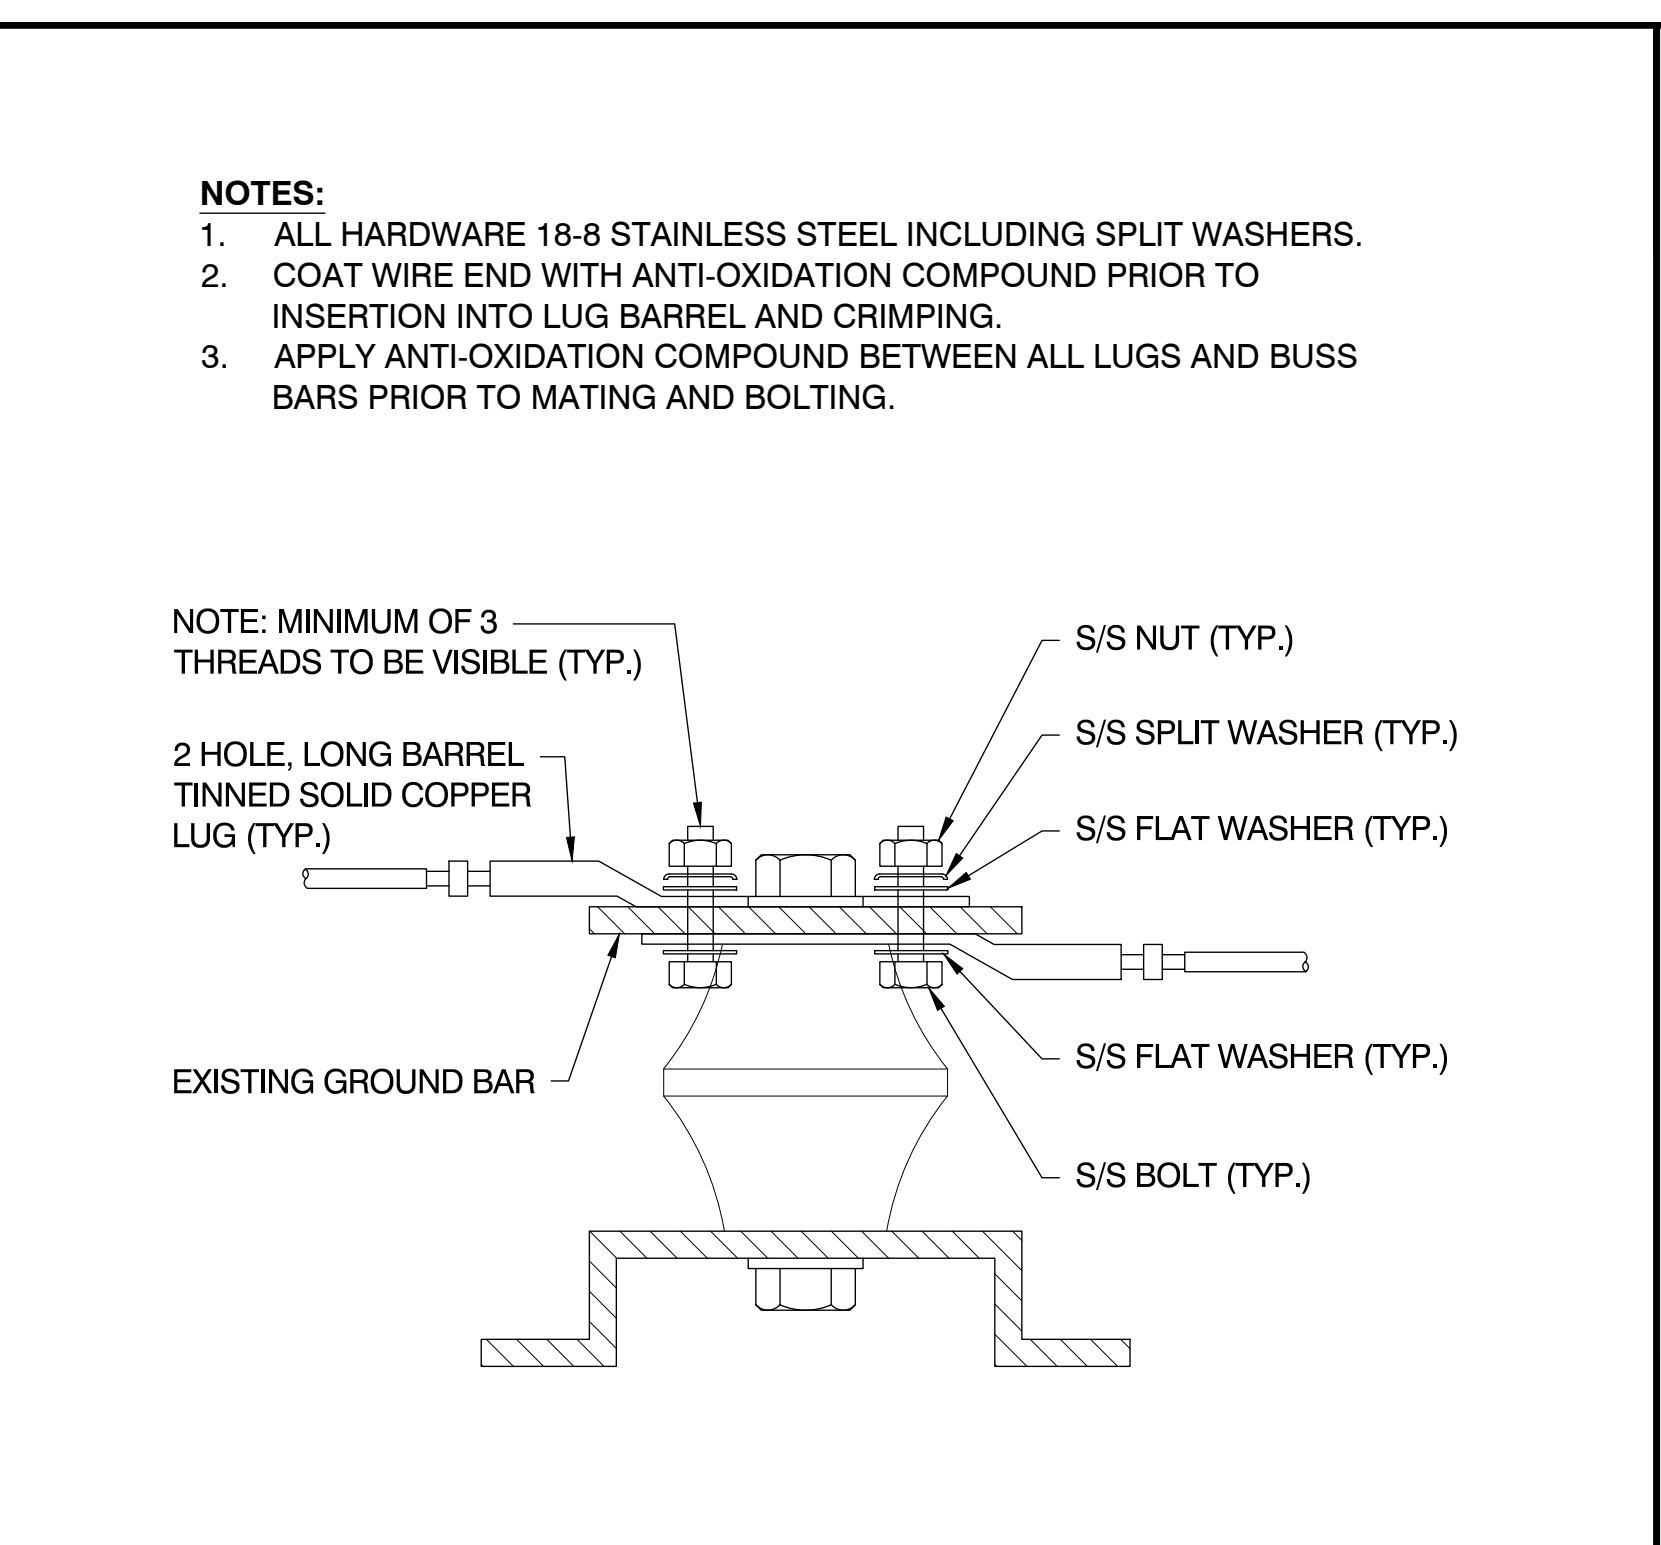 NOTES:
1. ALL HARDWARE 18-8 STAINLESS STEEL INCLUDING SPLIT WASHERS.
2. COAT WIRE END WITH ANTI-OXIDATION COMPOUND PRIOR TO
INSERTION INTO LUG BARREL AND CRIMPING.
3. APPLY ANTI-OXIDATION COMPOUND BETWEEN ALL LUGS AND BUSS
BARS PRIOR TO MATING AND BOLTING.
NOTE: MINIMUM OF 3
THREADS TO BE VISIBLE (TYP.)
2 HOLE, LONG BARREL
TINNED SOLID COPPER
LUG (TYP.)
EXISTING GROUND BAR
S/S NUT (TYP.)
S/S SPLIT WASHER (TYP.)
S/S FLAT WASHER (TYP.)
S/S FLAT WASHER (TYP.)
S/S BOLT (TYP.)